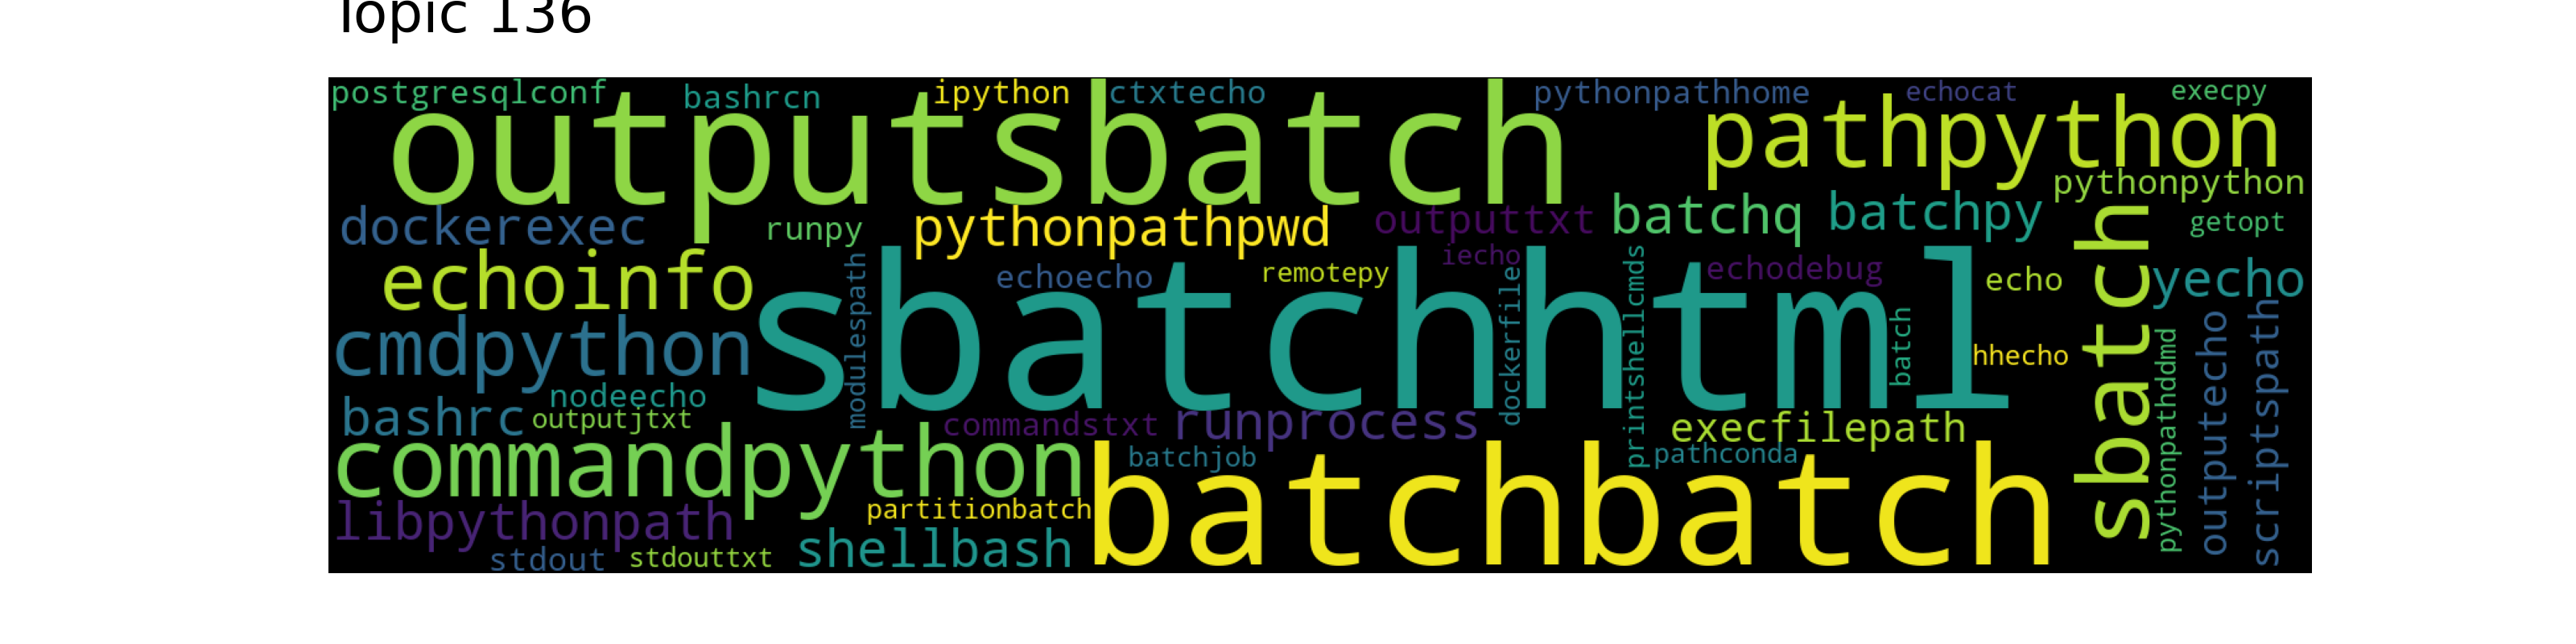 Topic 136
postgresqlconf bashrcn ipython ctxtecho pythonpathhome echocat execpy
outputsbatch pathpython
pythonpython
dockerexec runpy pythonpathpwd outputtxt batchq batchpy getopt
echoinfo modulespath echoecho remotepy iecho dockerfile printshellcmds echodebug echo sbatch yecho
cmdpython sbatchhtml batch hhecho
pythonpathddmd outputecho scriptspath
nodeecho
bashrc outputjtxt commandstxt runprocess execfilepath
commandpython batchjob pathconda
libpythonpath partitionbatch batchbatch
stdout stdouttxt shellbash